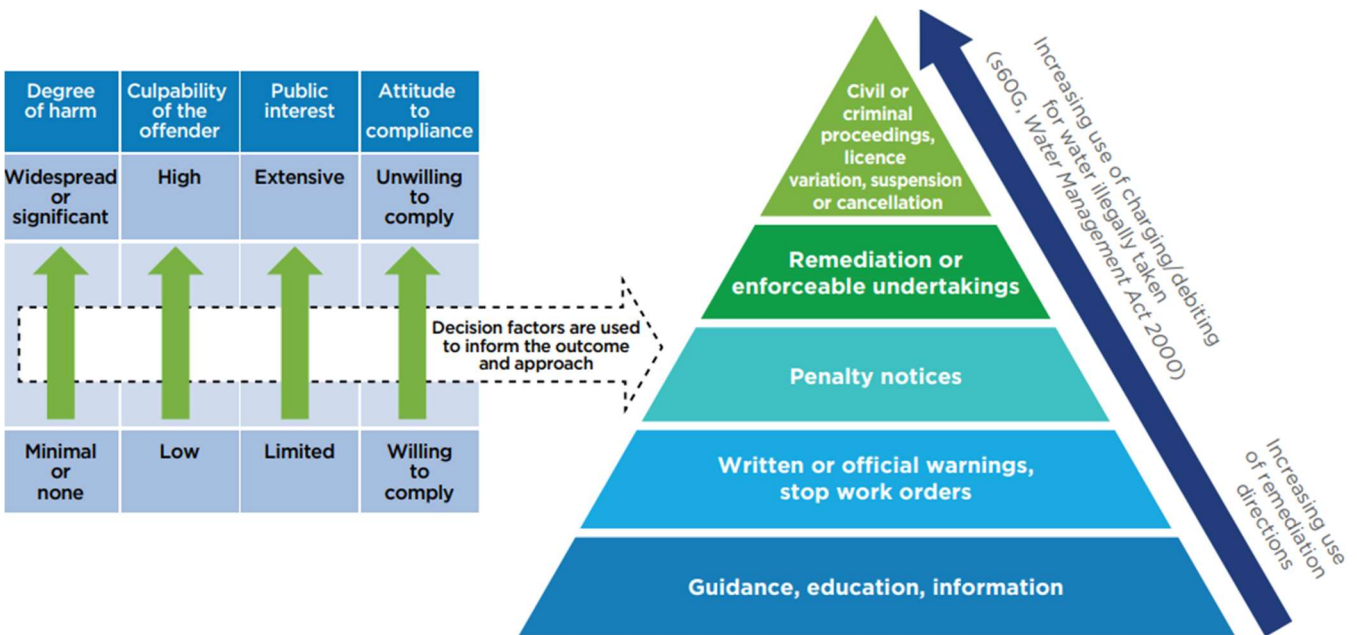 Degree
of harm
Culpability
of the
offender
Public
interest
Attitude
to
compliance
Widespread
or
significant
High
Extensive
Unwilling
to
comply
Decision factors are used
to inform the outcome
and approach
Minimal
or
none
Low
Limited
Willing
to
comply
Civil or
criminal
proceedings,
licence
variation, suspension
or cancellation
Remediation or
enforceable undertakings
Penalty notices
Written or official warnings,
stop work orders
Guidance, education, information
Increasing use of charging/debiting
for water illegally taken
(s60G, Water Management Act 2000)
Increasing use
of remediation
directions